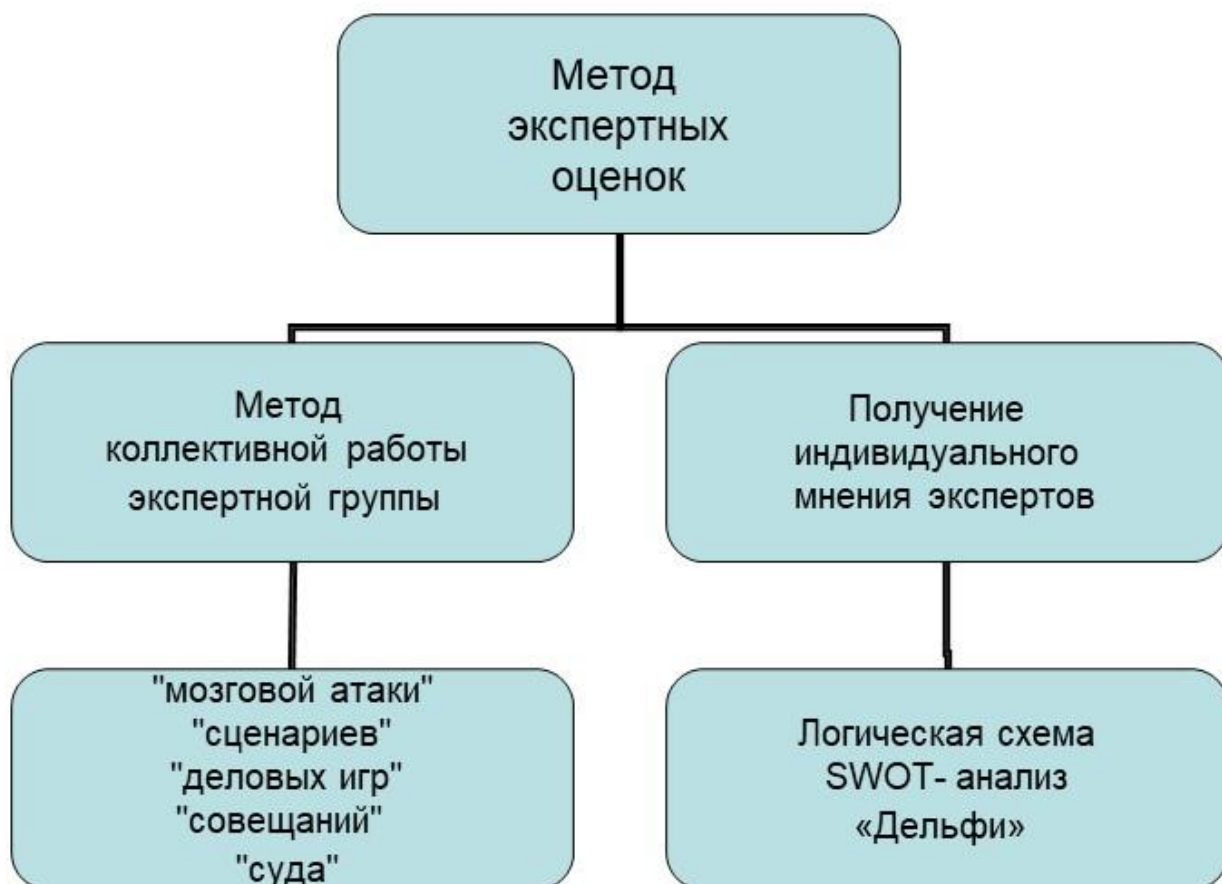 Метод
экспертных
оценок
Метод
коллективной работы
экспертной группы
Получение
индивидуального
мнения экспертов
"мозговой атаки"
"сценариев"
"деловых игр"
"совещаний"
"суда"
Логическая схема
SWOT- анализ
«Дельфи»